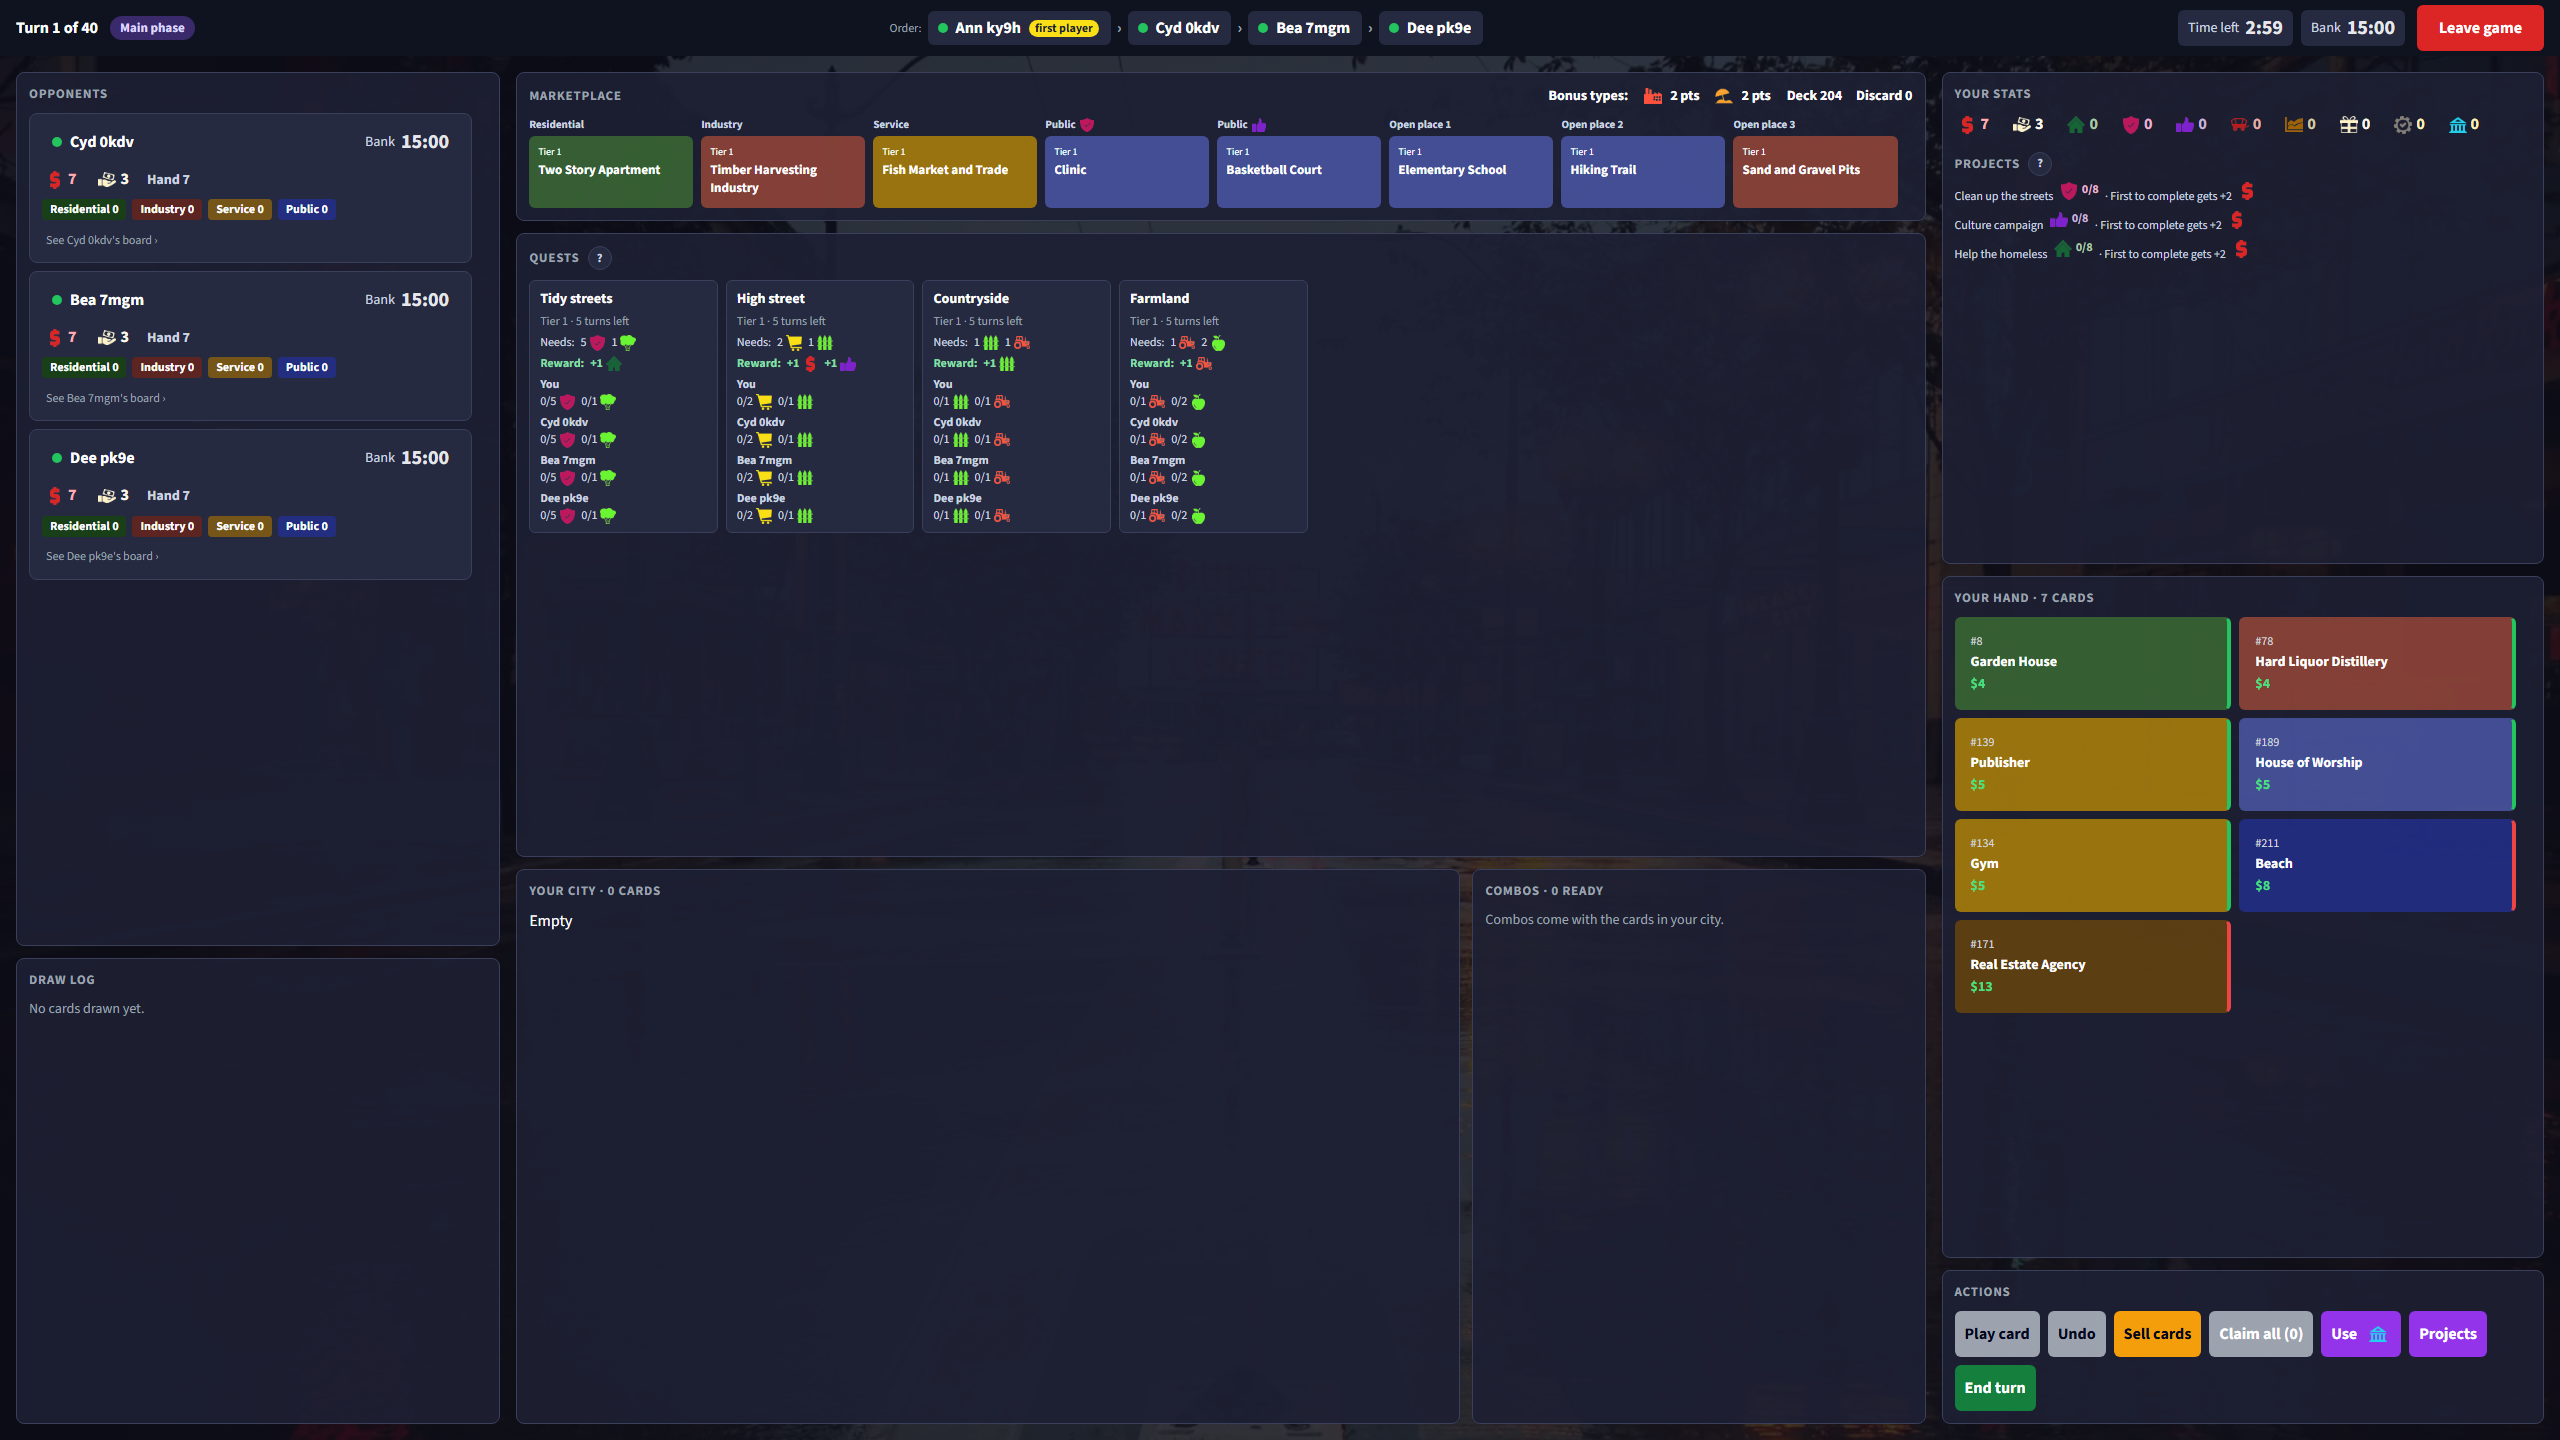 Turn 1 of 40 Main phase
Order: Ann ky9h first player › Cyd 0kdv › Bea 7mgm › Dee pk9e
Time left 2:59 Bank 15:00 Leave game
OPPONENTS
Cyd 0kdv Bank 15:00
7 3 Hand 7
Residential 0 Industry 0 Service 0 Public 0
See Cyd 0kdv's board ›
Bea 7mgm Bank 15:00
7 3 Hand 7
Residential 0 Industry 0 Service 0 Public 0
See Bea 7mgm's board ›
Dee pk9e Bank 15:00
7 3 Hand 7
Residential 0 Industry 0 Service 0 Public 0
See Dee pk9e's board ›
DRAW LOG
No cards drawn yet.
MARKETPLACE
Bonus types: 2 pts 2 pts Deck 204 Discard 0
Residential
Tier 1
Two Story Apartment
Industry
Tier 1
Timber Harvesting
Industry
Service
Tier 1
Fish Market and Trade
Public
Tier 1
Clinic
Public
Tier 1
Basketball Court
Open place 1
Tier 1
Elementary School
Open place 2
Tier 1
Hiking Trail
Open place 3
Tier 1
Sand and Gravel Pits
QUESTS ?
Tidy streets
Tier 1 · 5 turns left
Needs: 5 1
Reward: +1
You
0/5 0/1
Cyd 0kdv
0/5 0/1
Bea 7mgm
0/5 0/1
Dee pk9e
0/5 0/1
High street
Tier 1 · 5 turns left
Needs: 2 1
Reward: +1 +1
You
0/2 0/1
Cyd 0kdv
0/2 0/1
Bea 7mgm
0/2 0/1
Dee pk9e
0/2 0/1
Countryside
Tier 1 · 5 turns left
Needs: 1 1
Reward: +1
You
0/1 0/1
Cyd 0kdv
0/1 0/1
Bea 7mgm
0/1 0/1
Dee pk9e
0/1 0/1
Farmland
Tier 1 · 5 turns left
Needs: 1 2
Reward: +1
You
0/1 0/2
Cyd 0kdv
0/1 0/2
Bea 7mgm
0/1 0/2
Dee pk9e
0/1 0/2
YOUR CITY · 0 CARDS
Empty
COMBOS · 0 READY
Combos come with the cards in your city.
YOUR STATS
7 3 0 0 0 0 0 0 0 0
PROJECTS ?
Clean up the streets 0/8 · First to complete gets +2
Culture campaign 0/8 · First to complete gets +2
Help the homeless 0/8 · First to complete gets +2
YOUR HAND · 7 CARDS
#8
Garden House
$4
#78
Hard Liquor Distillery
$4
#139
Publisher
$5
#189
House of Worship
$5
#134
Gym
$5
#211
Beach
$8
#171
Real Estate Agency
$13
ACTIONS
Play card Undo Sell cards Claim all (0) Use Projects
End turn